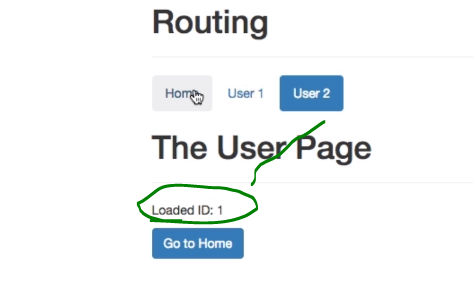 Routing
Home User 1 User 2
The User Page
Loaded ID: 1
Go to Home